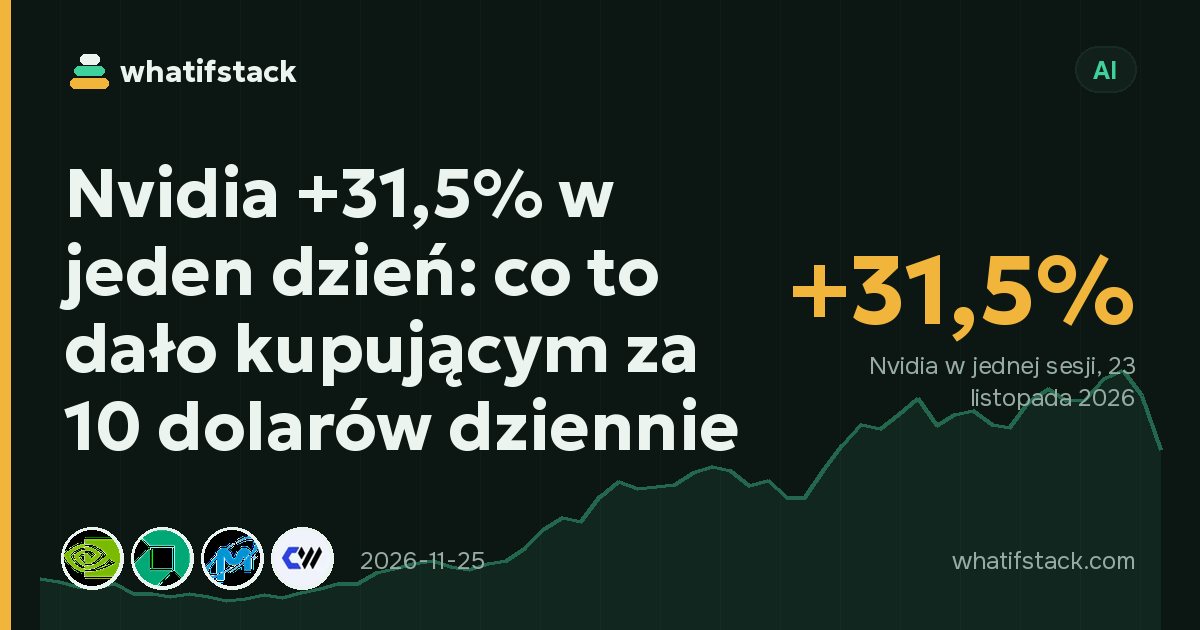 whatifstack
AI
Nvidia +31,5% w
jeden dzień: co to
dało kupującym za
10 dolarów dziennie
+31,5%
Nvidia w jednej sesji, 23
listopada 2026
2026-11-25
whatifstack.com